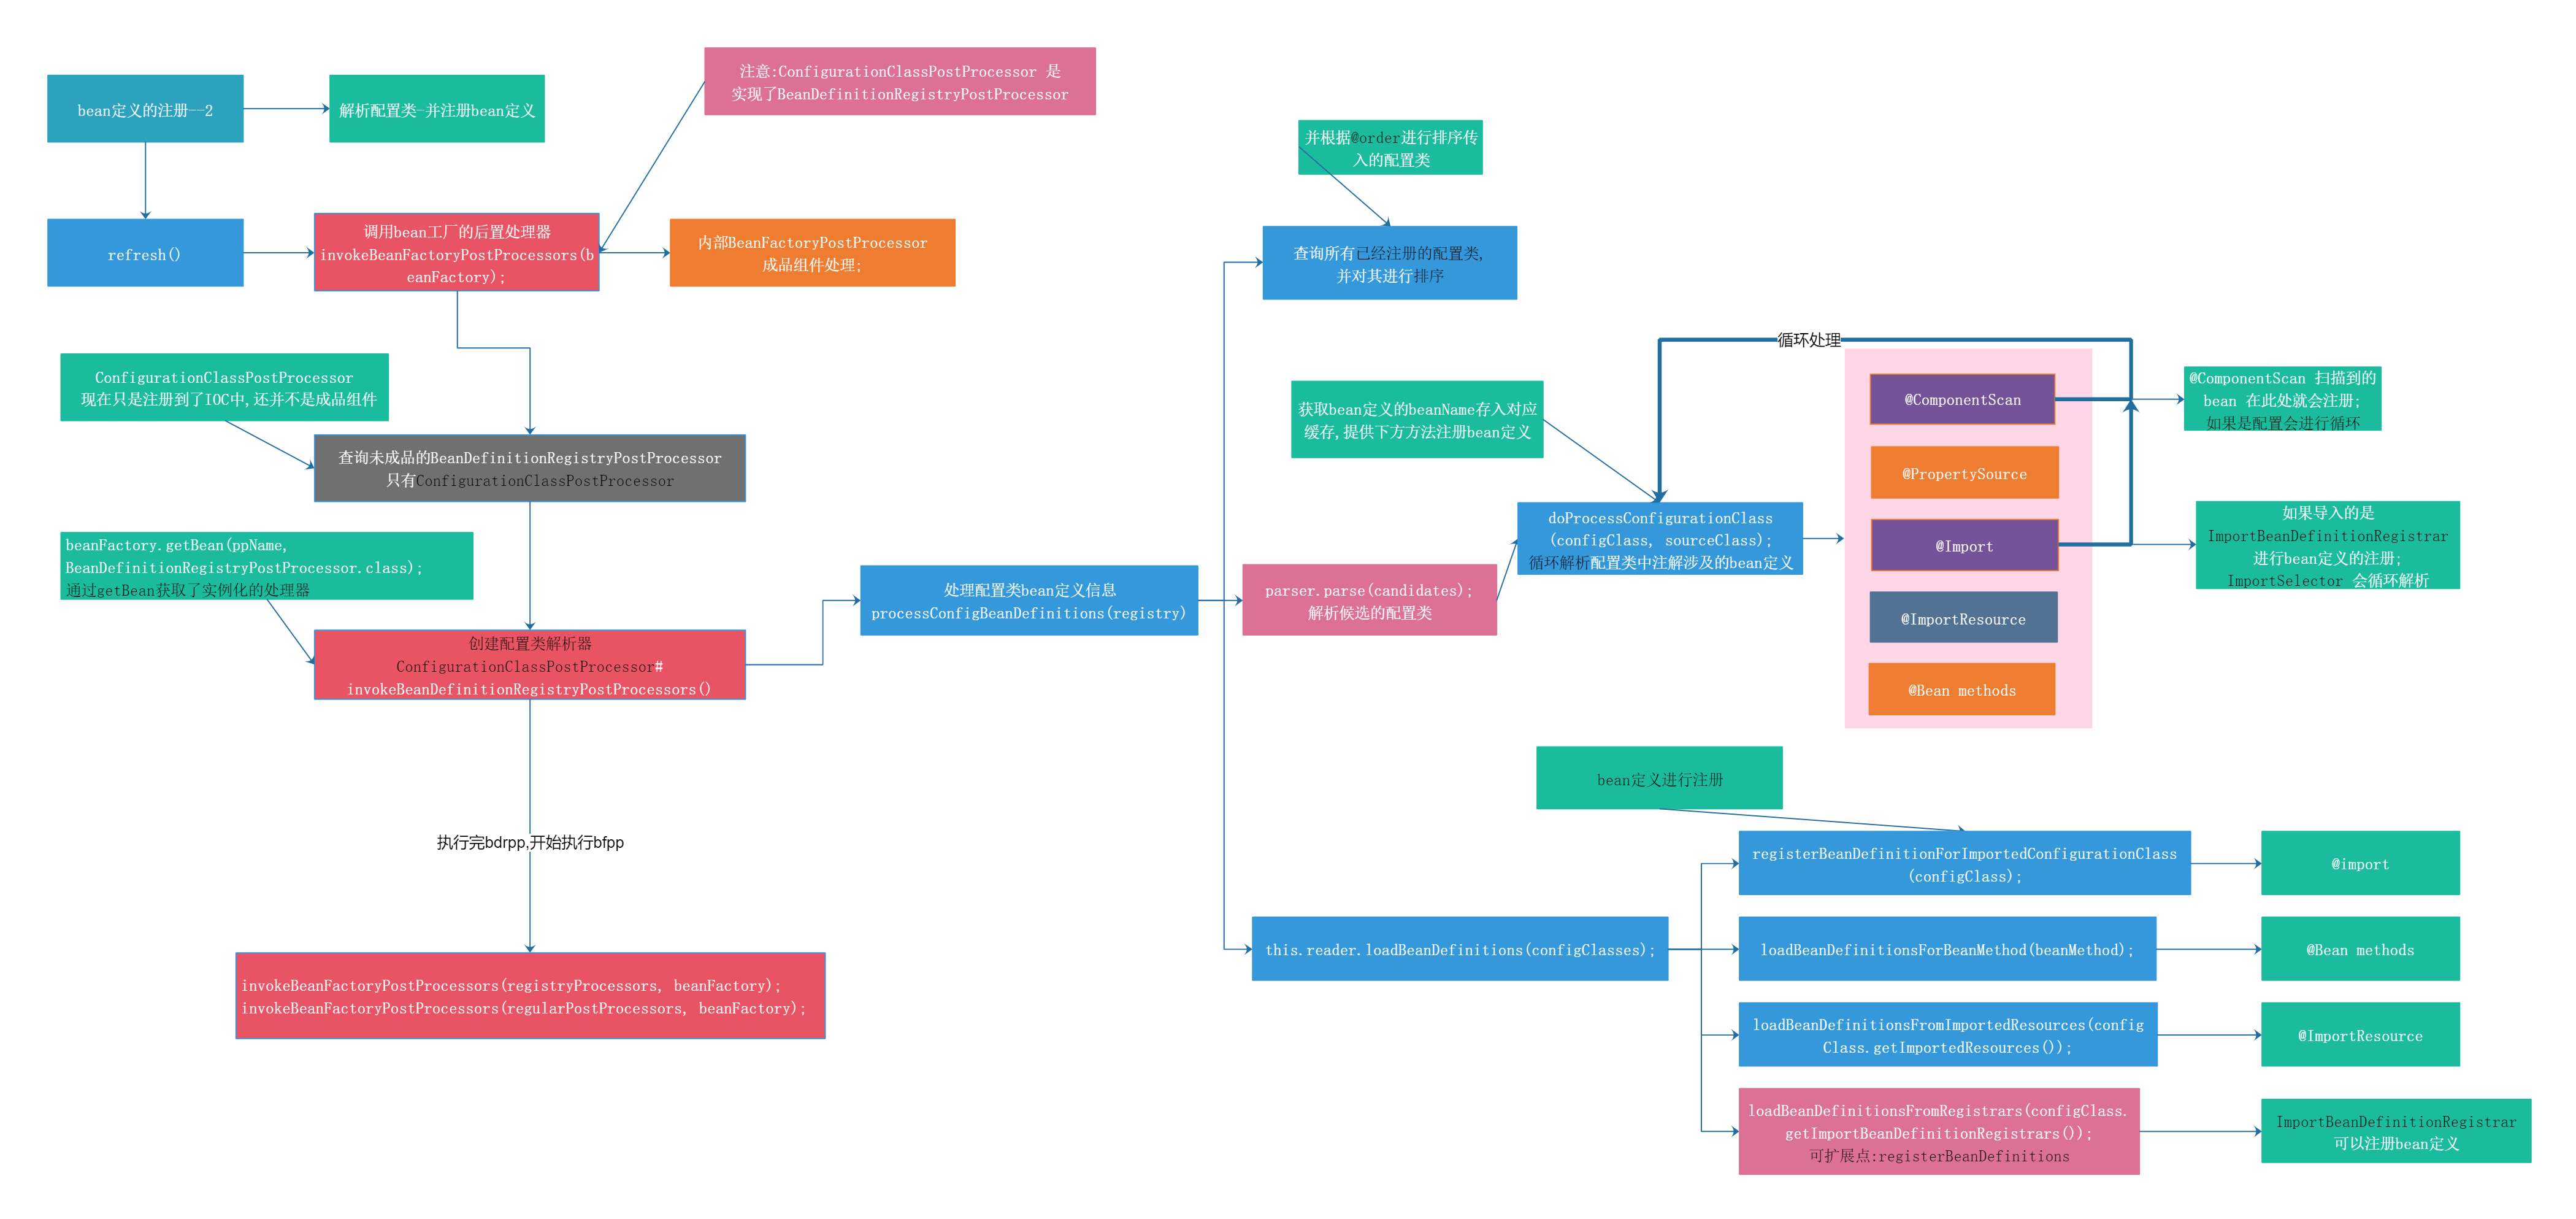 bean定义的注册--2
解析配置类-并注册bean定义
注意:ConfigurationClassPostProcessor 是
实现了BeanDefinitionRegistryPostProcessor
refresh()
调用bean工厂的后置处理器
invokeBeanFactoryPostProcessors(b
eanFactory);
内部BeanFactoryPostProcessor
成品组件处理;
ConfigurationClassPostProcessor
现在只是注册到了IOC中,还并不是成品组件
查询未成品的BeanDefinitionRegistryPostProcessor
只有ConfigurationClassPostProcessor
beanFactory.getBean(ppName,
BeanDefinitionRegistryPostProcessor.class);
通过getBean获取了实例化的处理器
创建配置类解析器
ConfigurationClassPostProcessor#
invokeBeanDefinitionRegistryPostProcessors()
执行完bdrpp,开始执行bfpp
invokeBeanFactoryPostProcessors(registryProcessors, beanFactory);
invokeBeanFactoryPostProcessors(regularPostProcessors, beanFactory);
处理配置类bean定义信息
processConfigBeanDefinitions(registry)
并根据@order进行排序传
入的配置类
查询所有已经注册的配置类,
并对其进行排序
获取bean定义的beanName存入对应
缓存,提供下方方法注册bean定义
parser.parse(candidates);
解析候选的配置类
doProcessConfigurationClass
(configClass, sourceClass);
循环解析配置类中注解涉及的bean定义
循环处理
@ComponentScan
@PropertySource
@Import
@ImportResource
@Bean methods
@ComponentScan 扫描到的
bean 在此处就会注册;
如果是配置会进行循环
如果导入的是
ImportBeanDefinitionRegistrar
进行bean定义的注册;
ImportSelector 会循环解析
bean定义进行注册
this.reader.loadBeanDefinitions(configClasses);
registerBeanDefinitionForImportedConfigurationClass
(configClass);
@import
loadBeanDefinitionsForBeanMethod(beanMethod);
@Bean methods
loadBeanDefinitionsFromImportedResources(config
Class.getImportedResources());
@ImportResource
loadBeanDefinitionsFromRegistrars(configClass.
getImportBeanDefinitionRegistrars());
可扩展点:registerBeanDefinitions
ImportBeanDefinitionRegistrar
可以注册bean定义